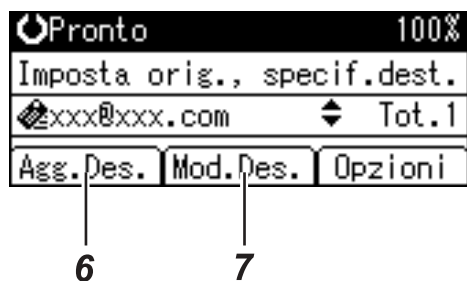 Pronto 100%
Imposta orig., specif.dest.
xxx@xxx.com Tot.1
Agg.Des. Mod.Des. Opzioni
6 7